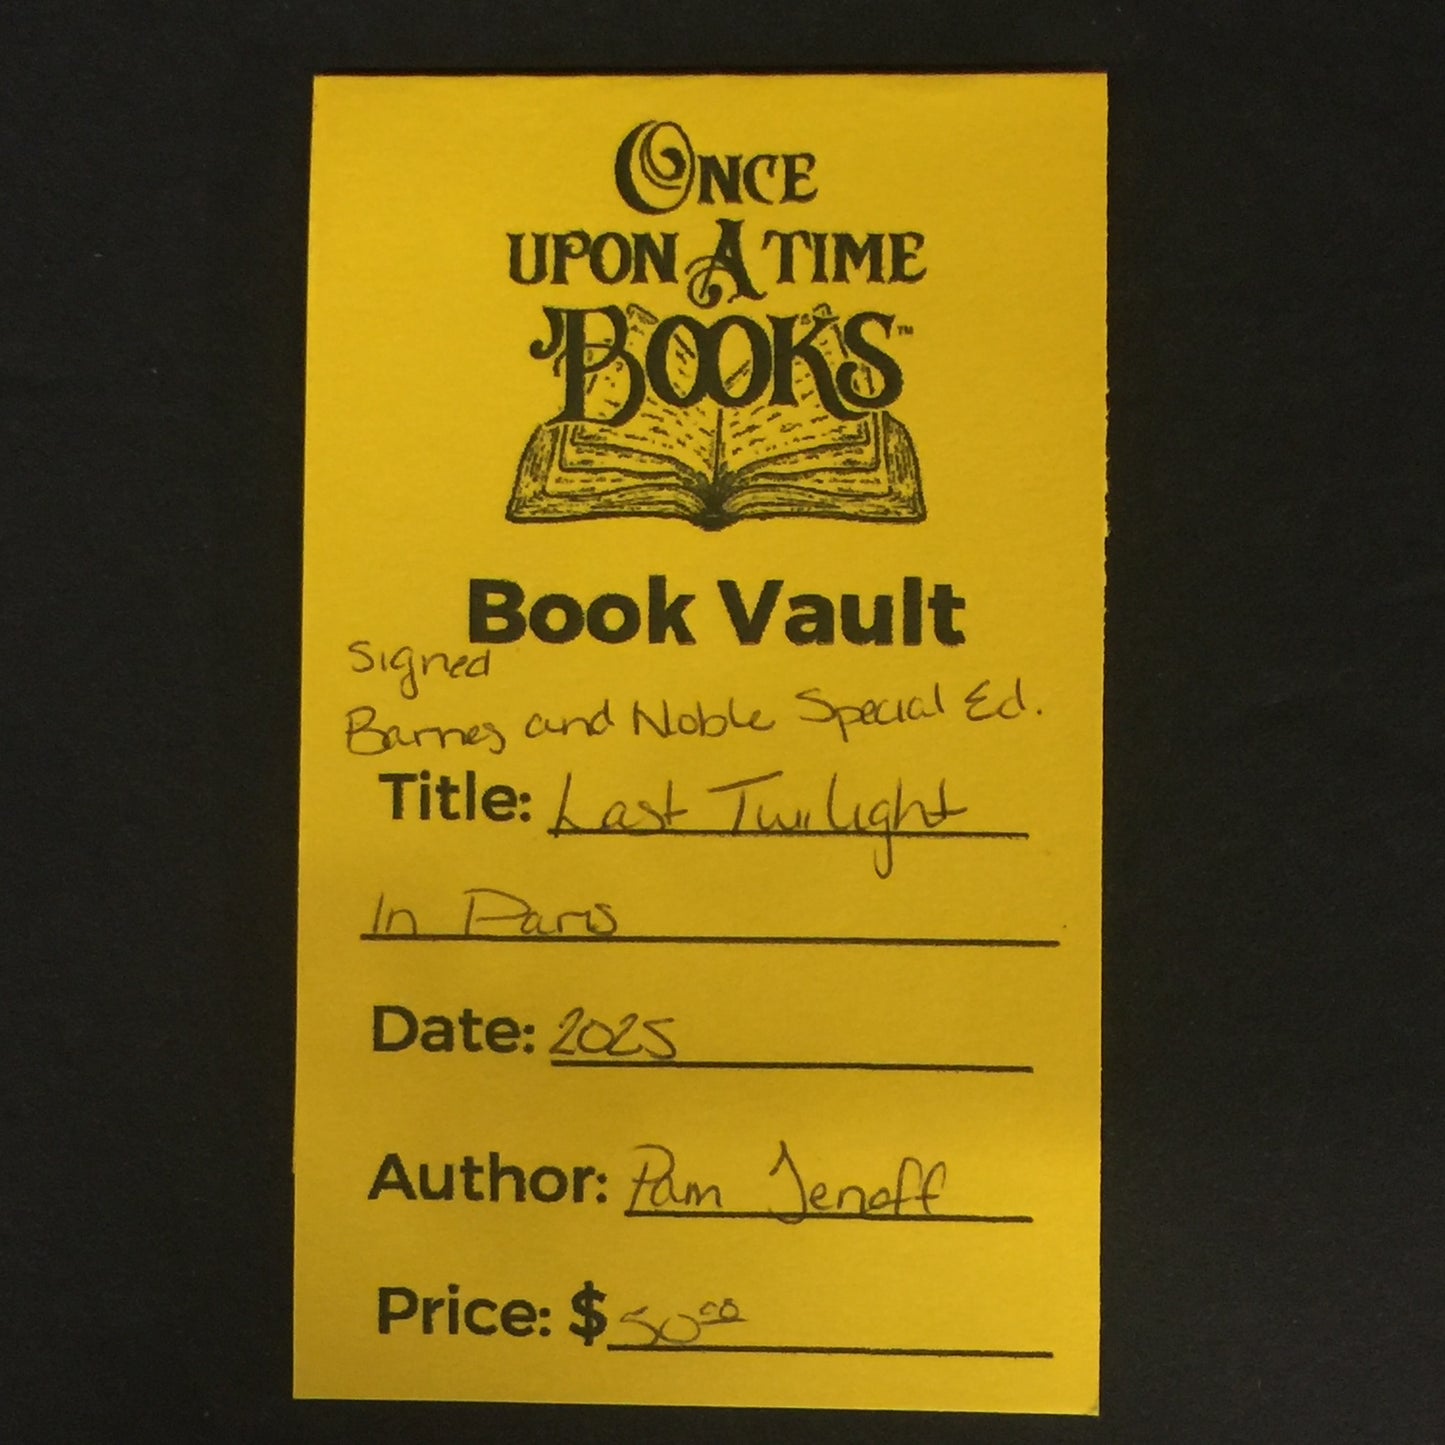 ONCE
UPON A TIME
BOOKS™
Book Vault
Signed
Barnes and Noble Special Ed.
Title: Last Twilight
In Paris
Date: 2025
Author: Pam Jenoff
Price: $50.00